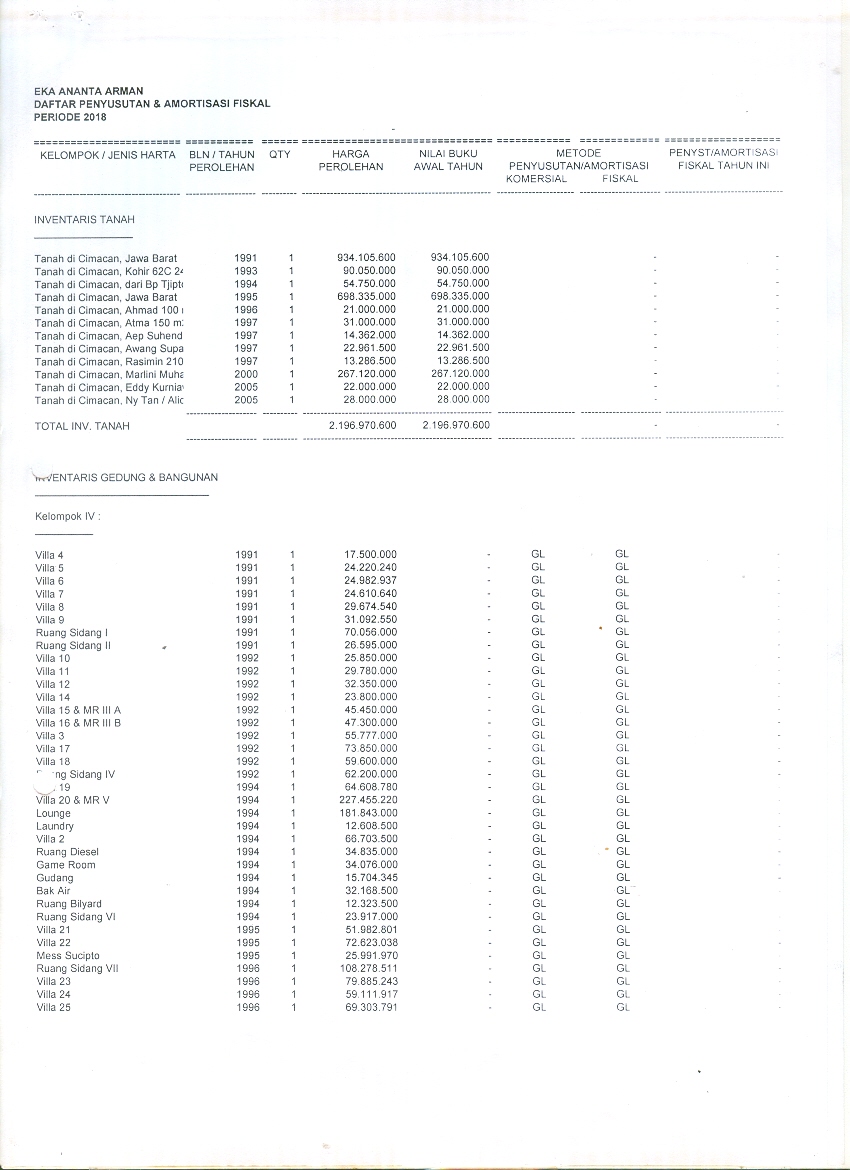 EKA ANANTA ARMAN
DAFTAR PENYUSUTAN & AMORTISASI FISKAL
PERIODE 2018
KELOMPOK / JENIS HARTA BLN / TAHUN QTY HARGA NILAI BUKU METODE PENYST/AMORTISASI
PEROLEHAN PEROLEHAN AWAL TAHUN PENYUSUTAN/AMORTISASI FISKAL TAHUN INI
KOMERSIAL FISKAL
INVENTARIS TANAH
Tanah di Cimacan, Jawa Barat 1991 1 934.105.600 934.105.600 - -
Tanah di Cimacan, Kohir 62C 24 1993 1 90.050.000 90.050.000 - -
Tanah di Cimacan, dari Bp Tjipto 1994 1 54.750.000 54.750.000 - -
Tanah di Cimacan, Jawa Barat 1995 1 698.335.000 698.335.000 - -
Tanah di Cimacan, Ahmad 100 1996 1 21.000.000 21.000.000 - -
Tanah di Cimacan, Atma 150 m 1997 1 31.000.000 31.000.000 - -
Tanah di Cimacan, Aep Suhend 1997 1 14.362.000 14.362.000 - -
Tanah di Cimacan, Awang Supa 1997 1 22.961.500 22.961.500 - -
Tanah di Cimacan, Rasimin 210 1997 1 13.286.500 13.286.500 - -
Tanah di Cimacan, Marlini Muha 2000 1 267.120.000 267.120.000 - -
Tanah di Cimacan, Eddy Kurnia 2005 1 22.000.000 22.000.000 - -
Tanah di Cimacan, Ny Tan / Alic 2005 1 28.000.000 28.000.000 - -
TOTAL INV. TANAH 2.196.970.600 2.196.970.600 - -
INVENTARIS GEDUNG & BANGUNAN
Kelompok IV :
Villa 4 1991 1 17.500.000 - GL GL -
Villa 5 1991 1 24.220.240 - GL GL -
Villa 6 1991 1 24.982.937 - GL GL -
Villa 7 1991 1 24.610.640 - GL GL -
Villa 8 1991 1 29.674.540 - GL GL -
Villa 9 1991 1 31.092.550 - GL GL -
Ruang Sidang I 1991 1 70.056.000 - GL GL -
Ruang Sidang II 1991 1 26.595.000 - GL GL -
Villa 10 1992 1 25.850.000 - GL GL -
Villa 11 1992 1 29.780.000 - GL GL -
Villa 12 1992 1 32.350.000 - GL GL -
Villa 14 1992 1 23.800.000 - GL GL -
Villa 15 & MR III A 1992 1 45.450.000 - GL GL -
Villa 16 & MR III B 1992 1 47.300.000 - GL GL -
Villa 3 1992 1 55.777.000 - GL GL -
Villa 17 1992 1 73.850.000 - GL GL -
Villa 18 1992 1 59.600.000 - GL GL -
ng Sidang IV 1992 1 62.200.000 - GL GL -
19 1994 1 64.608.780 - GL GL -
Villa 20 & MR V 1994 1 227.455.220 - GL GL -
Lounge 1994 1 181.843.000 - GL GL -
Laundry 1994 1 12.608.500 - GL GL -
Villa 2 1994 1 66.703.500 - GL GL -
Ruang Diesel 1994 1 34.835.000 - GL GL -
Game Room 1994 1 34.076.000 - GL GL -
Gudang 1994 1 15.704.345 - GL GL -
Bak Air 1994 1 32.168.500 - GL GL -
Ruang Bilyard 1994 1 12.323.500 - GL GL -
Ruang Sidang VI 1994 1 23.917.000 - GL GL -
Villa 21 1995 1 51.982.801 - GL GL -
Villa 22 1995 1 72.623.038 - GL GL -
Mess Sucipto 1995 1 25.991.970 - GL GL -
Ruang Sidang VII 1996 1 108.278.511 - GL GL -
Villa 23 1996 1 79.885.243 - GL GL -
Villa 24 1996 1 59.111.917 - GL GL -
Villa 25 1996 1 69.303.791 - GL GL -